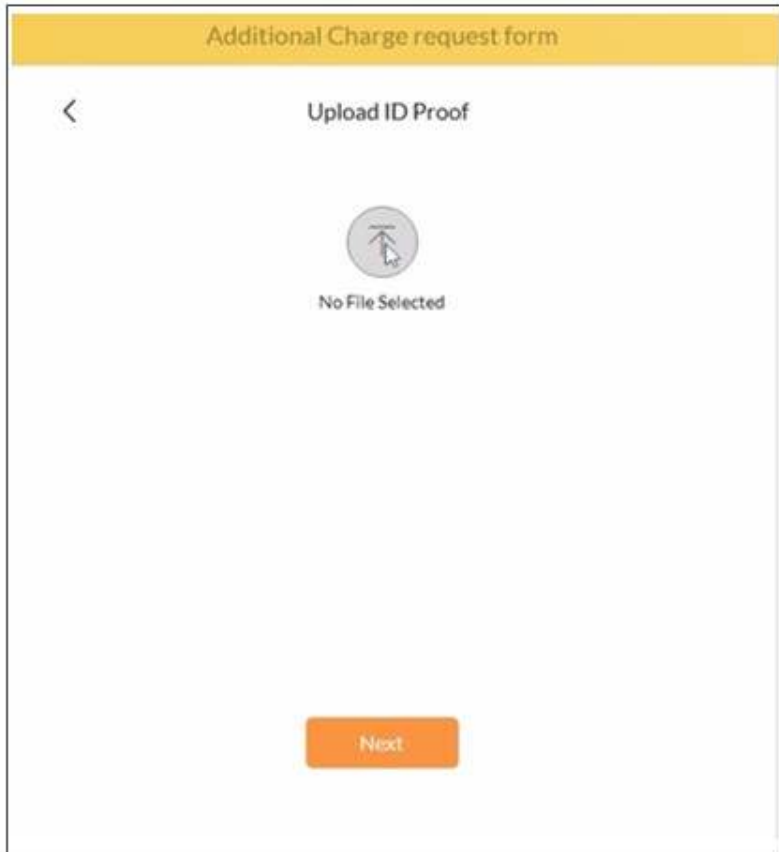 Additional Charge request form
Upload ID Proof
No File Selected
Next